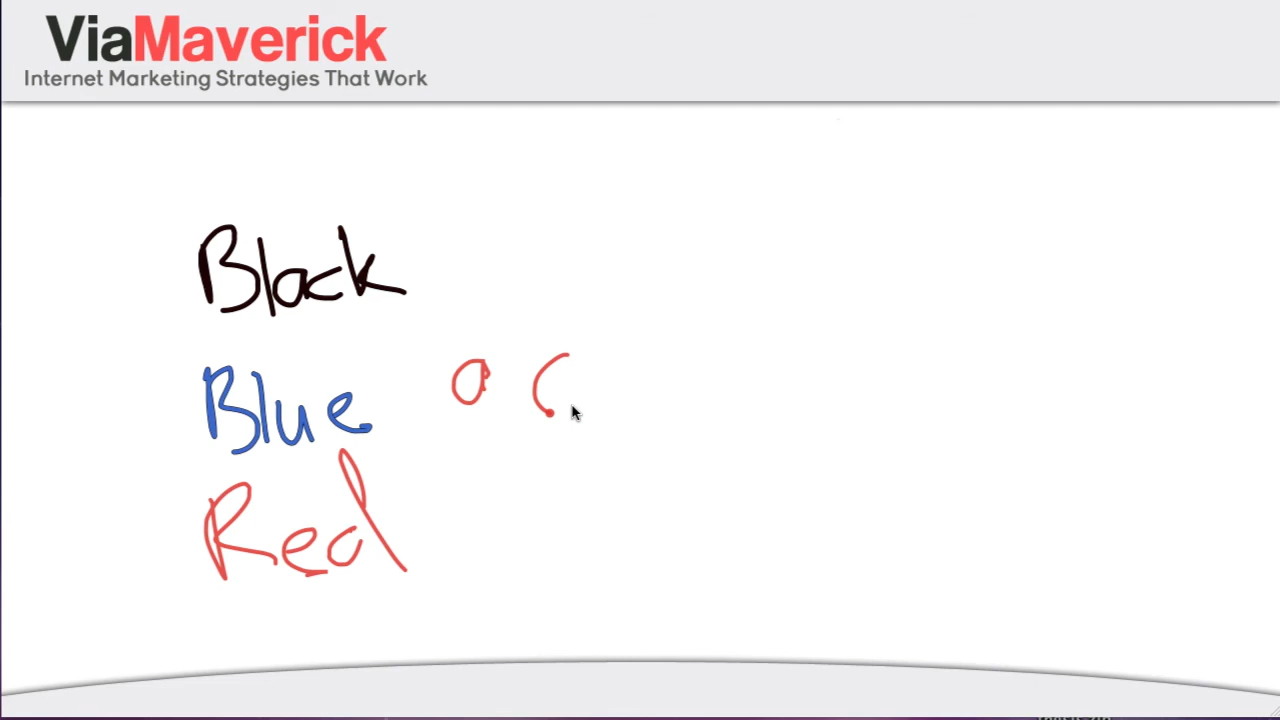 ViaMaverick
Internet Marketing Strategies That Work
Black
Blue a
Red